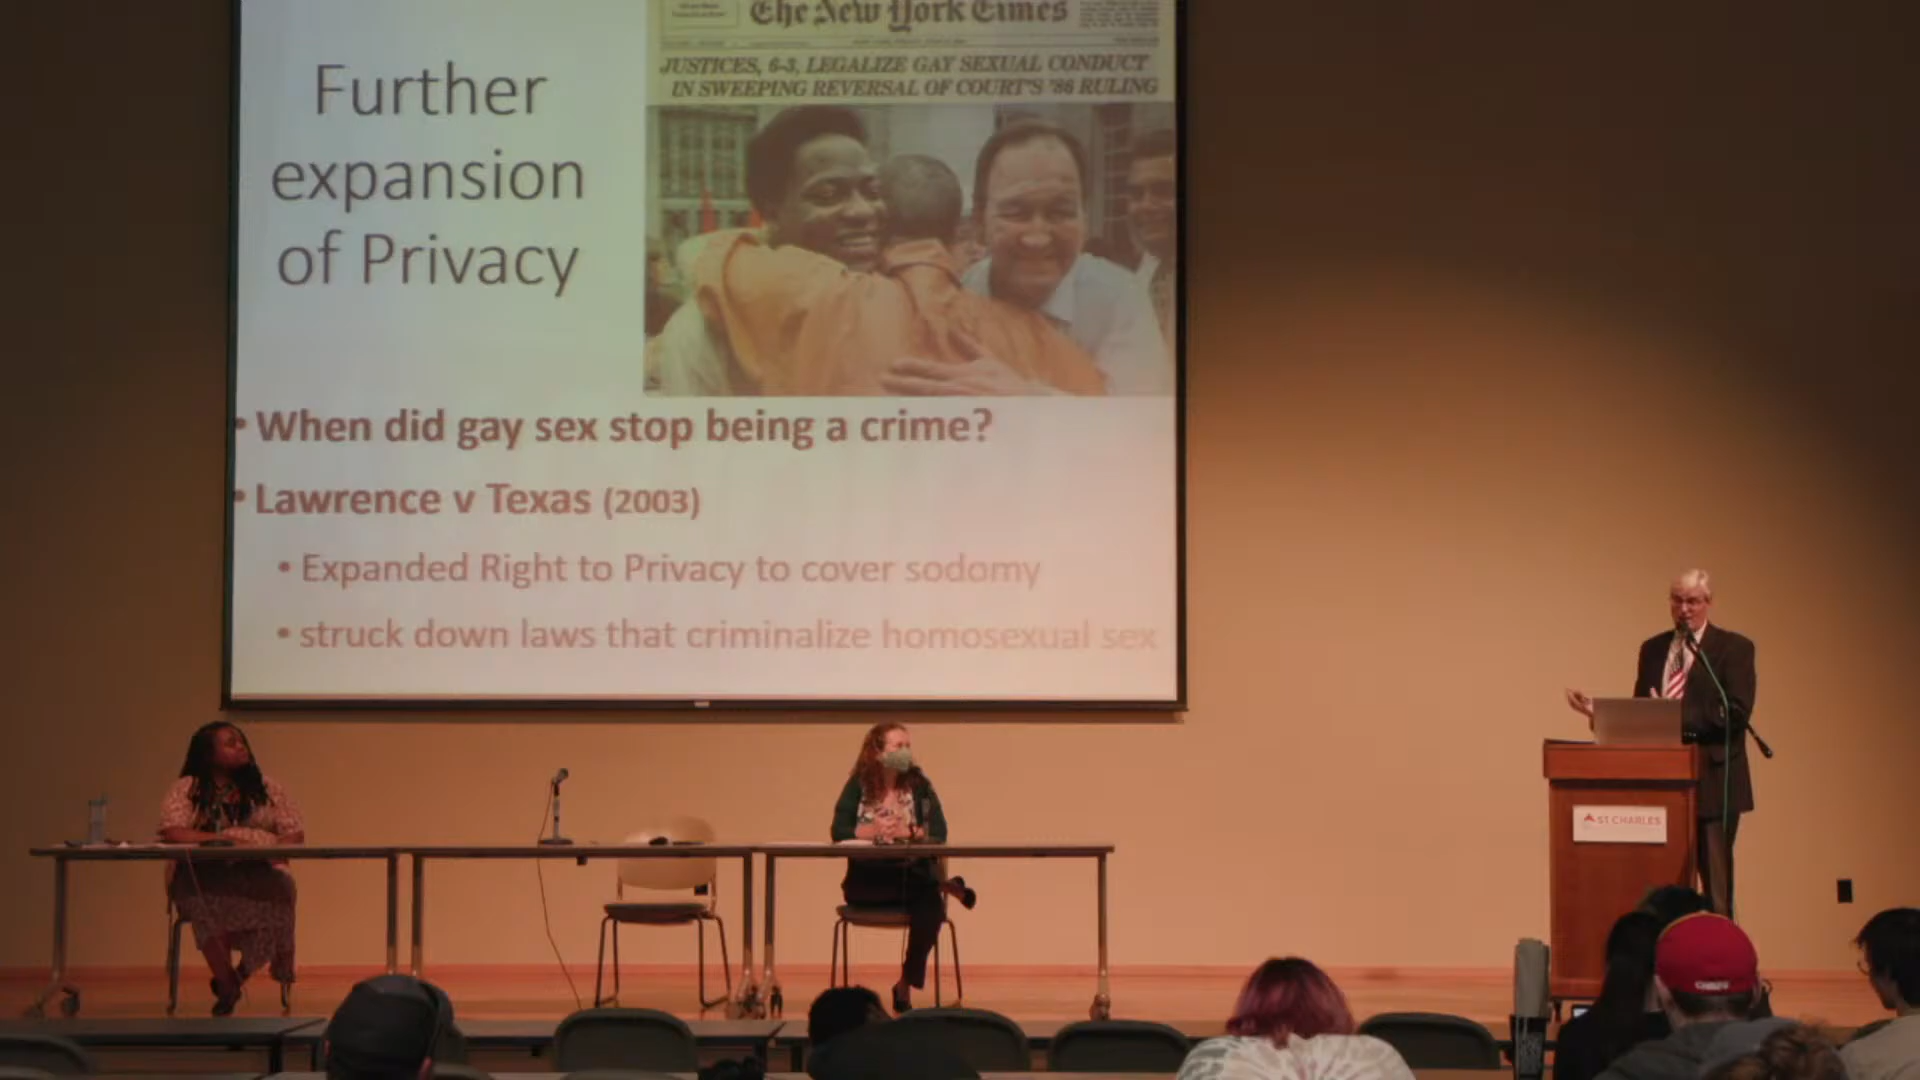 The New York Times
JUSTICES, 6-3, LEGALIZE GAY SEXUAL CONDUCT
IN SWEEPING REVERSAL OF COURT'S '86 RULING
Further
expansion
of Privacy
• When did gay sex stop being a crime?
• Lawrence v Texas (2003)
• Expanded Right to Privacy to cover sodomy
• struck down laws that criminalize homosexual sex
ST CHARLES